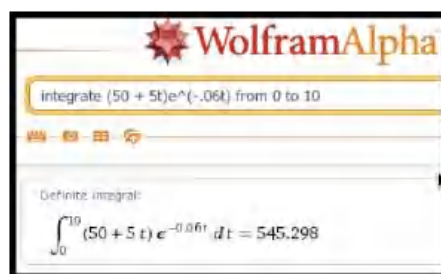 WolframAlpha
integrate (50 + 5t)e^(-.06t) from 0 to 10
Definite integral:
∫₀¹⁰ (50 + 5 t) e^(-0.06t) dt = 545.298